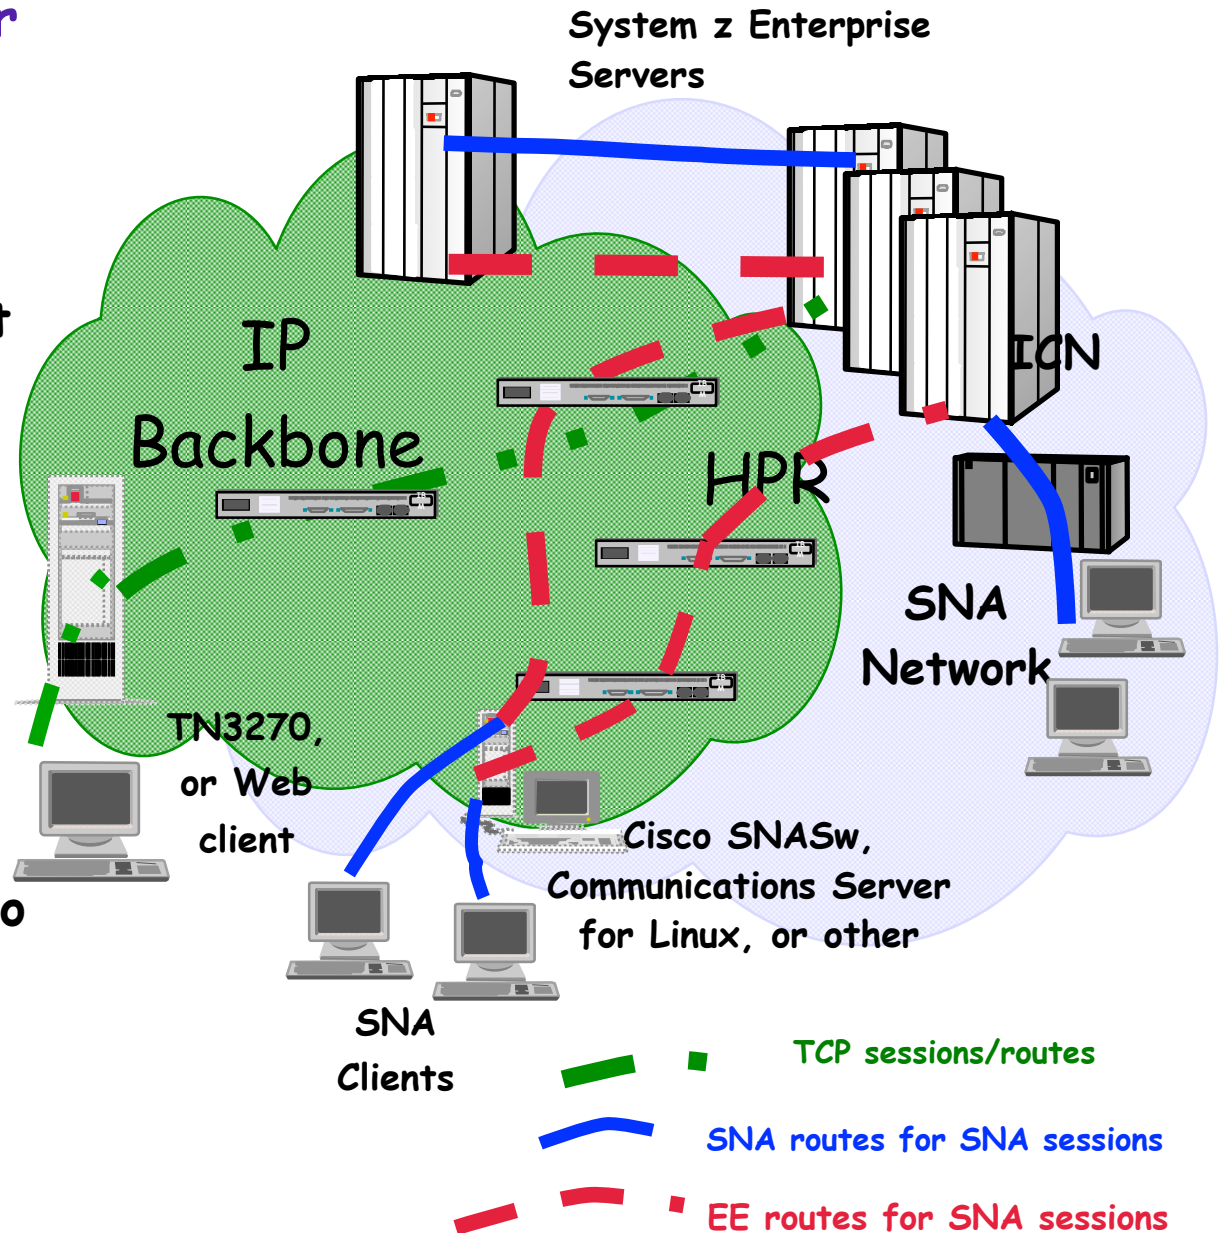 r
System z Enterprise
Servers
t
IP
Backbone
ICN
HPR
SNA
Network
TN3270,
or Web
client
Cisco SNASw,
Communications Server
for Linux, or other
o
SNA
Clients
TCP sessions/routes
SNA routes for SNA sessions
EE routes for SNA sessions